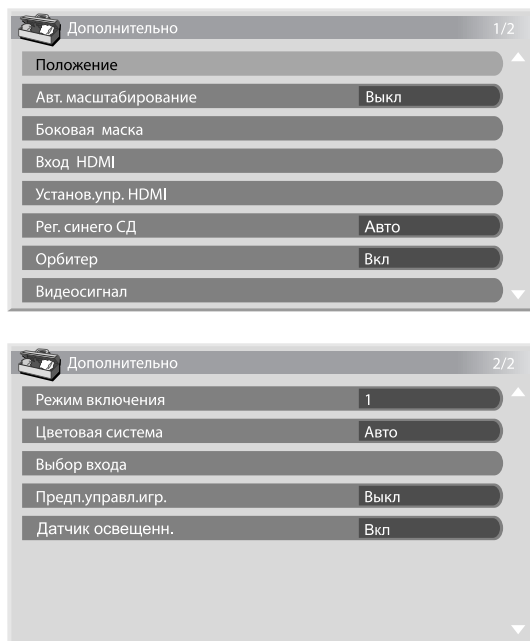 Дополнительно 1/2
Положение
Авт. масштабирование Выкл
Боковая маска
Вход HDMI
Установ.упр. HDMI
Рег. синего СД Авто
Орбитер Вкл
Видеосигнал
Дополнительно 2/2
Режим включения 1
Цветовая система Авто
Выбор входа
Предп.управл.игр. Выкл
Датчик освещенн. Вкл